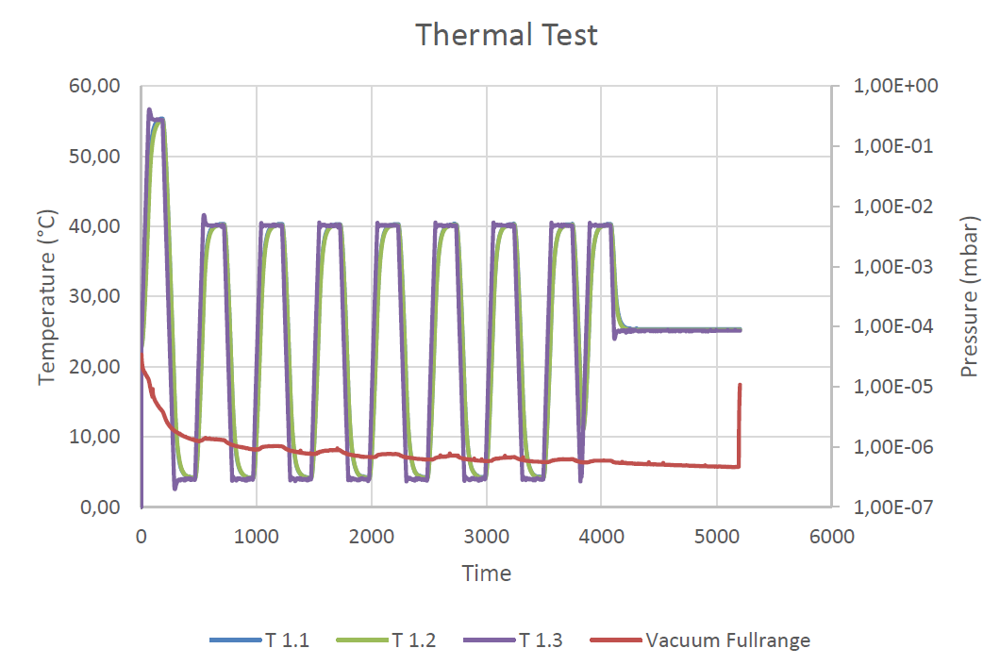 Thermal Test
60,00
50,00
40,00
30,00
20,00
10,00
0,00
Temperature (°C)
1,00E+00
1,00E-01
1,00E-02
1,00E-03
1,00E-04
1,00E-05
1,00E-06
1,00E-07
Pressure (mbar)
0 1000 2000 3000 4000 5000 6000
Time
T 1.1 T 1.2 T 1.3 Vacuum Fullrange